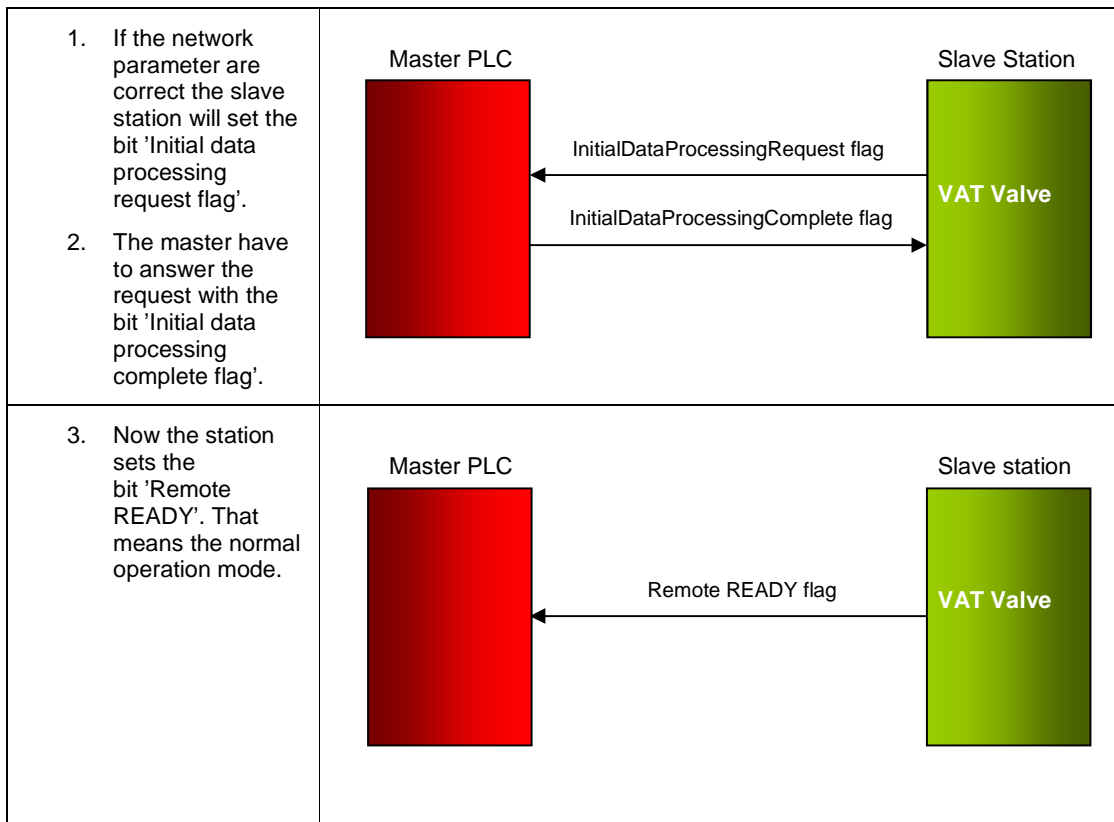 1. If the network
parameter are
correct the slave
station will set the
bit ’Initial data
processing
request flag’.
2. The master have
to answer the
request with the
bit ’Initial data
processing
complete flag’.
Master PLC
Slave Station
InitialDataProcessingRequest flag
VAT Valve
InitialDataProcessingComplete flag
3. Now the station
sets the
bit ’Remote
READY’. That
means the normal
operation mode.
Master PLC
Slave station
Remote READY flag
VAT Valve